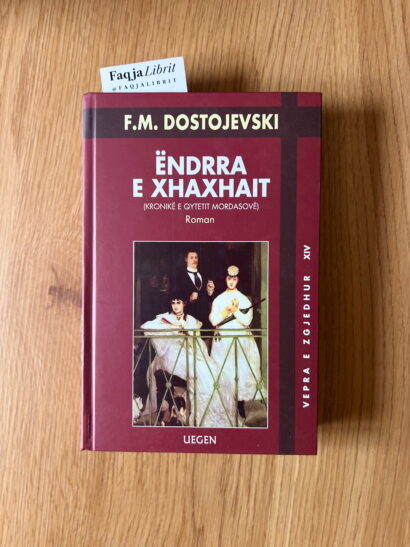 FaqjaLibrit
@FAQJALIBRIT
F.M. DOSTOJEVSKI
ËNDRRA
E XHAXHAIT
(KRONIKË E QYTETIT MORDASOVË)
Roman
VEPRA E ZGJEDHUR XIV
UEGEN